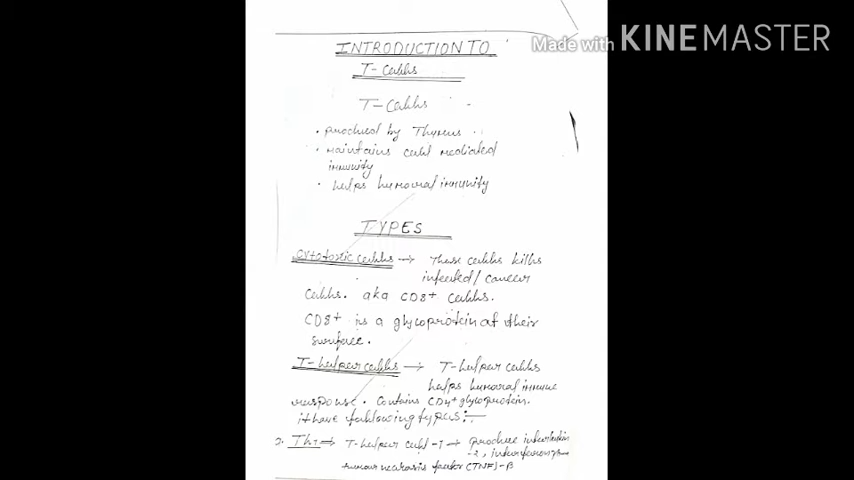 Made with KINEMASTER
INTRODUCTION TO
T-Cells
T-Cells
• produced by Thymus
• maintains cell mediated
immunity
• helps humoral immunity
TYPES
cytotoxic cells → These cells kills
infected/cancer
cells. aka CD8+ cells.
CD8+ is a glycoprotein at their
surface.
T-helper cells → T-helper cells
helps humoral immune
response. Contains CD4+ glycoprotein.
it have following types:-
TH1 ⇒ T-helper cell-1 → produce interleukin
-2, interferon
tumour necrosis factor (TNF)-β